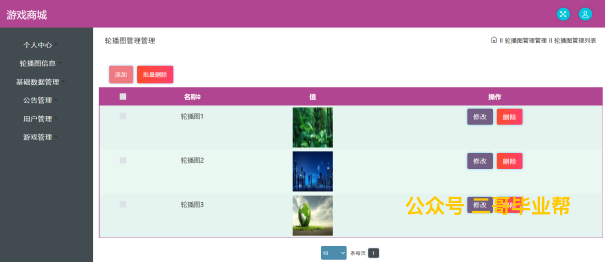 游戏商城
个人中心
轮播图信息
基础数据管理
公告管理
用户管理
游戏管理
轮播图管理管理
轮播图管理管理
轮播图管理列表
添加
批量删除
名称
值
操作
轮播图1
修改
删除
轮播图2
修改
删除
轮播图3
修改
公众号 二哥毕业帮
10
条每页
1